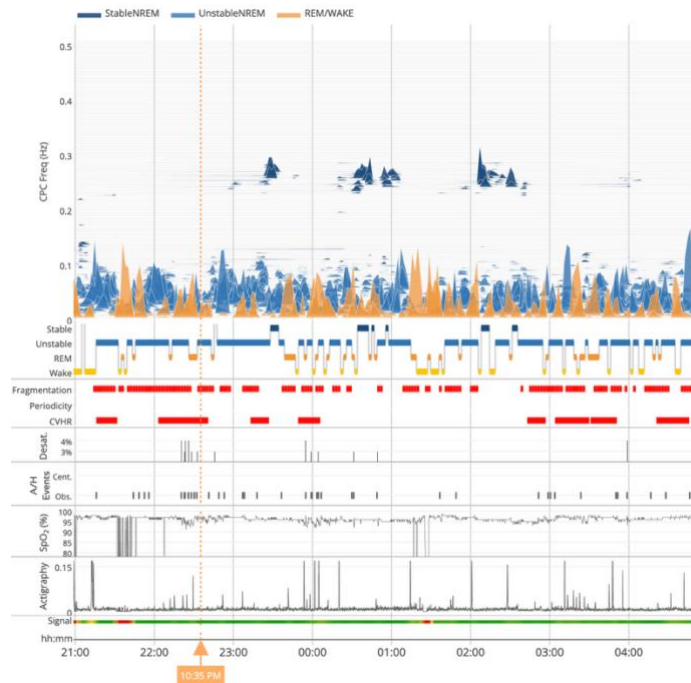 StableNREM UnstableNREM REM/WAKE
CPC Freq (Hz)
0.5
0.4
0.3
0.2
0.1
0
Stable
Unstable
REM
Wake
Fragmentation
Periodicity
CVHR
Desat.
4%
3%
A/H
Events
Cent.
Obs.
SpO₂ (%)
100
95
90
85
80
Actigraphy
0.15
0
Signal
hh:mm
21:00 22:00 23:00 00:00 01:00 02:00 03:00 04:00
10:35 PM